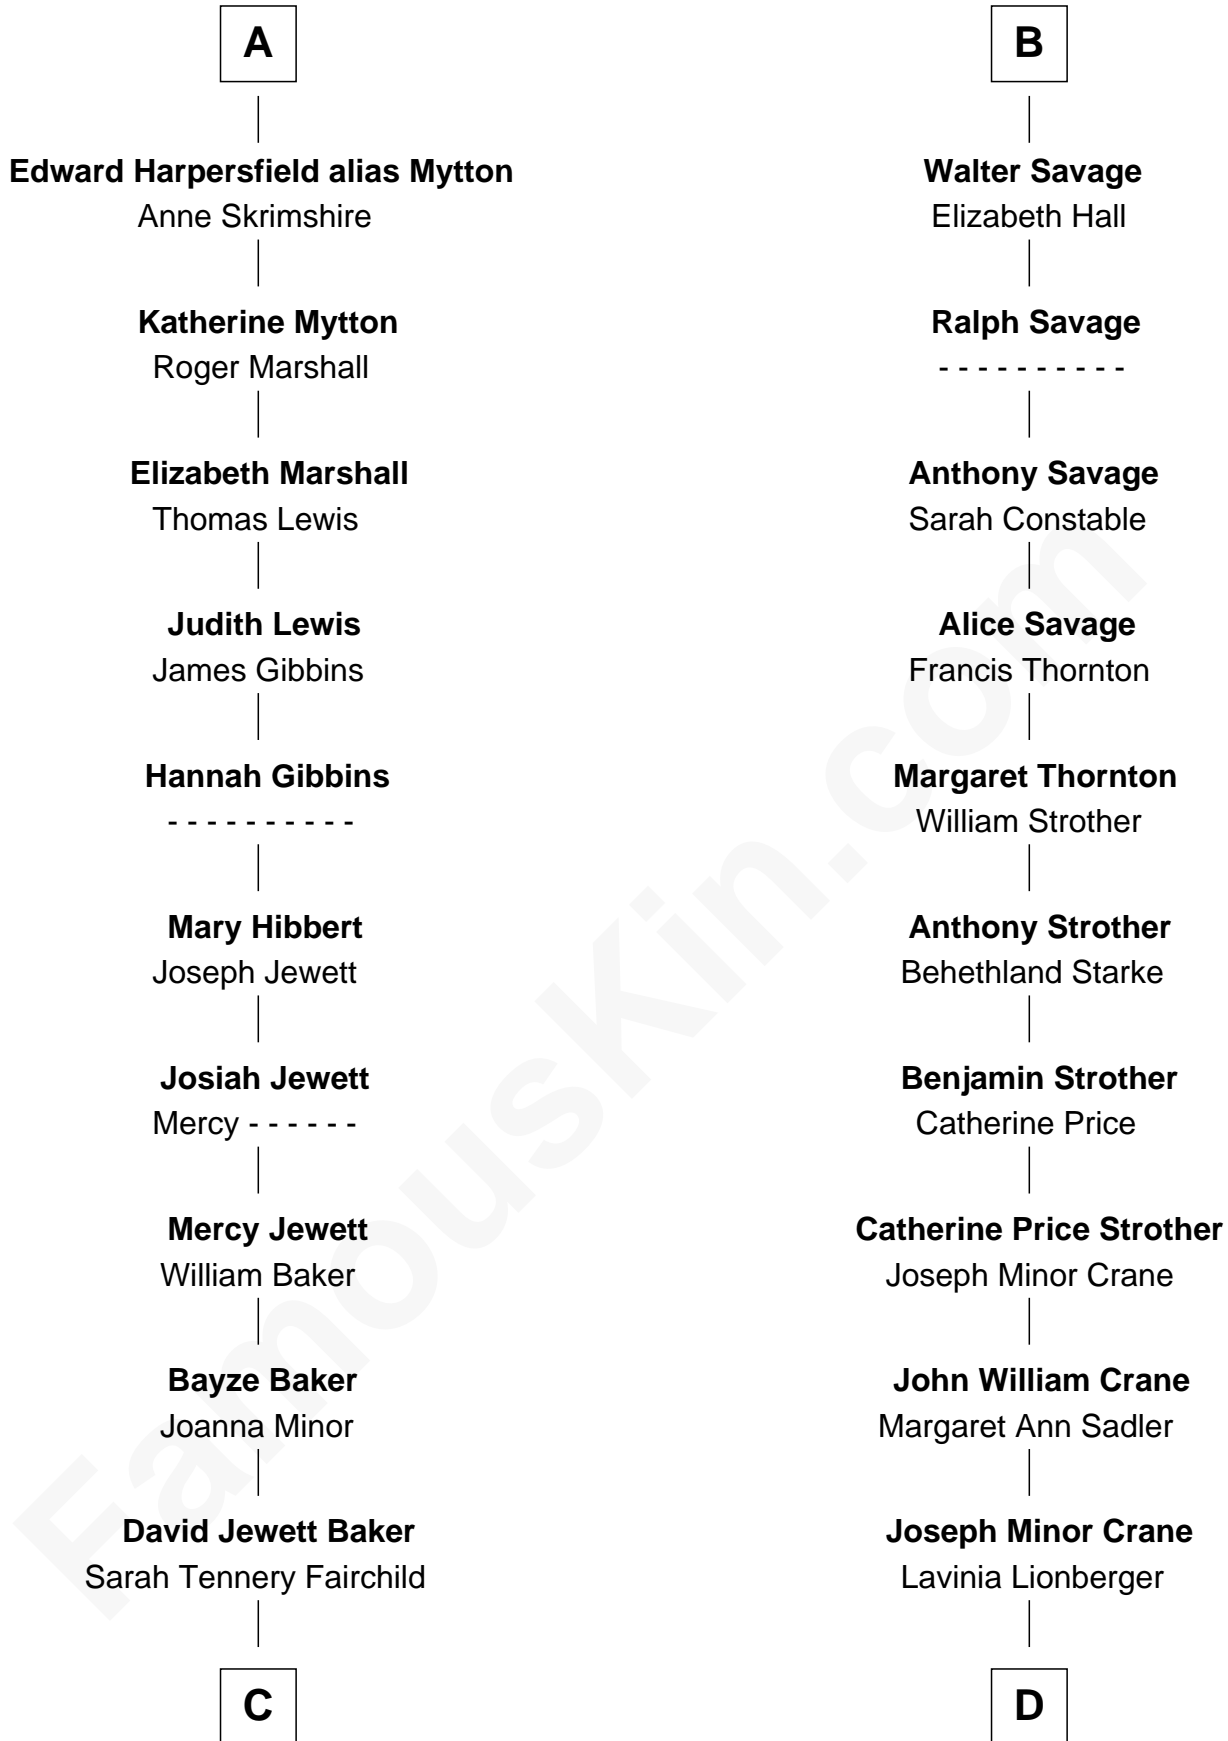 A
Edward Harpersfield alias Mytton
Anne Skrimshire
Katherine Mytton
Roger Marshall
Elizabeth Marshall
Thomas Lewis
Judith Lewis
James Gibbins
Hannah Gibbins
- - - - - - - - - -
Mary Hibbert
Joseph Jewett
Josiah Jewett
Mercy - - - - - -
Mercy Jewett
William Baker
Bayze Baker
Joanna Minor
David Jewett Baker
Sarah Tennery Fairchild
C
B
Walter Savage
Elizabeth Hall
Ralph Savage
- - - - - - - - - -
Anthony Savage
Sarah Constable
Alice Savage
Francis Thornton
Margaret Thornton
William Strother
Anthony Strother
Behethland Starke
Benjamin Strother
Catherine Price
Catherine Price Strother
Joseph Minor Crane
John William Crane
Margaret Ann Sadler
Joseph Minor Crane
Lavinia Lionberger
D
FamousKin.com